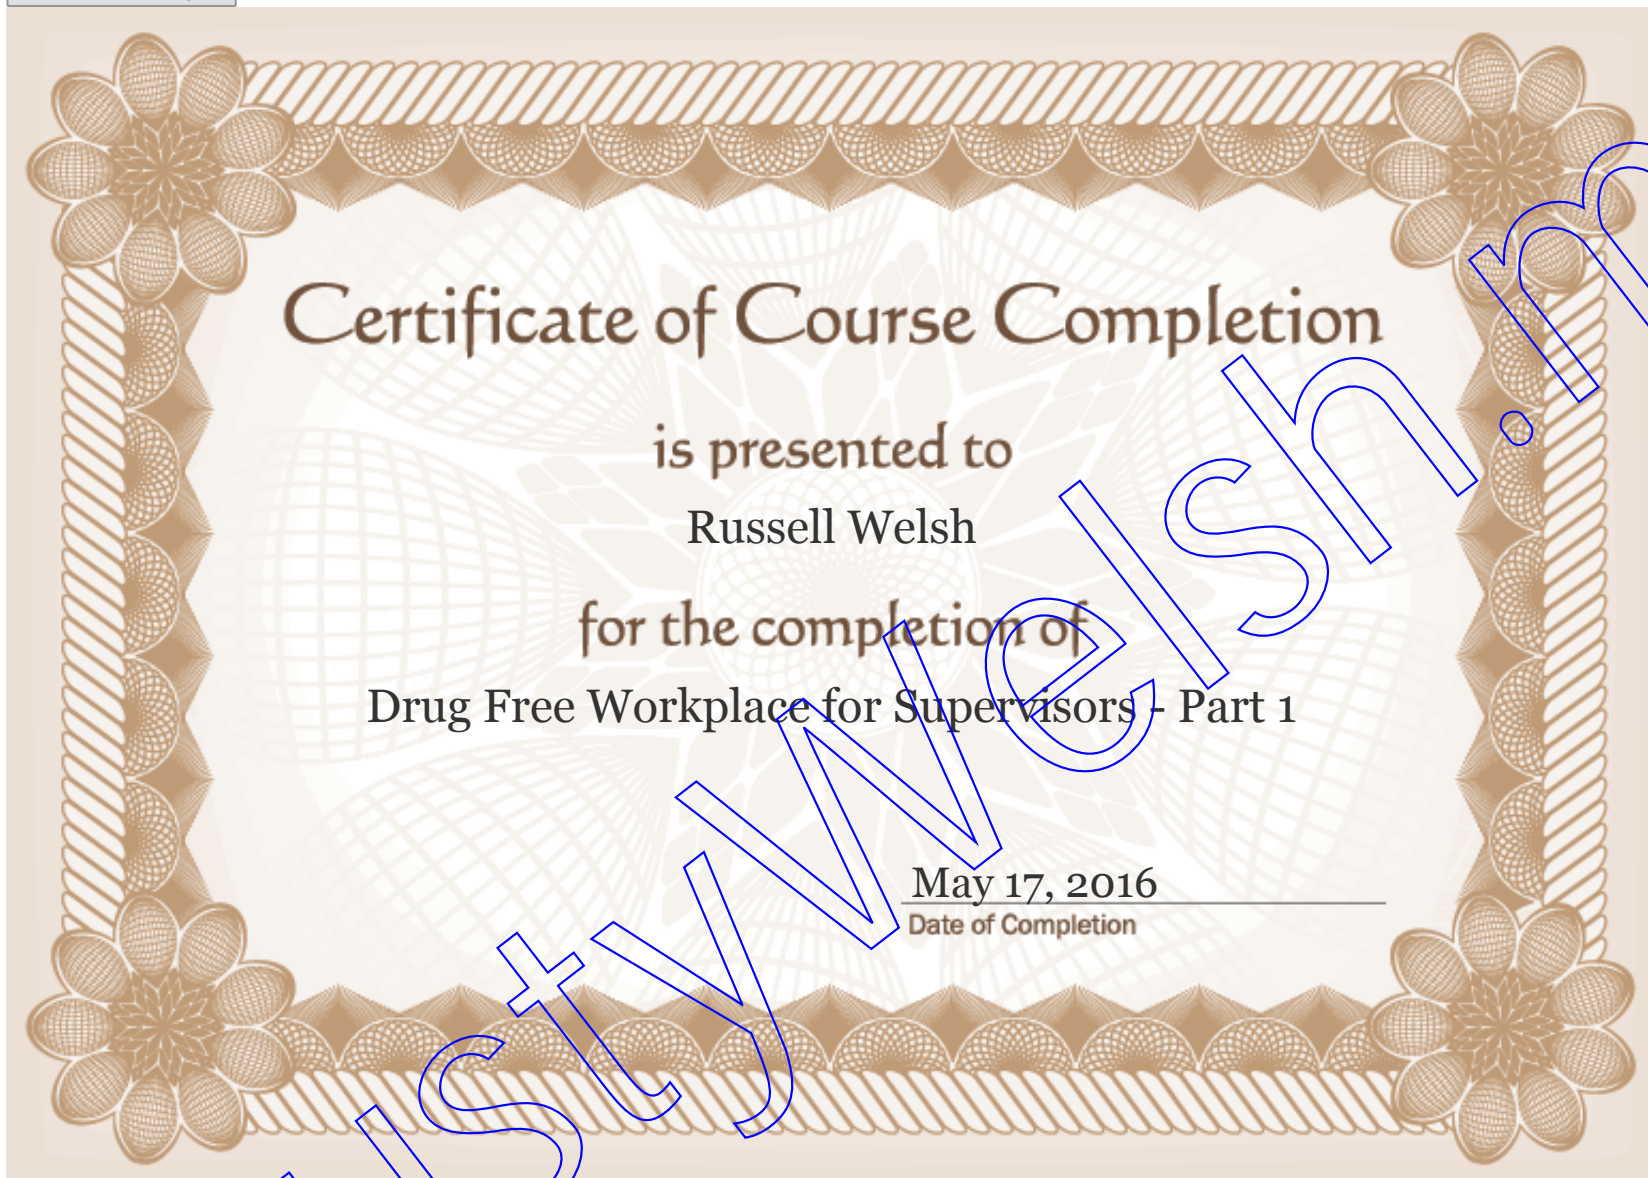 Certificate of Course Completion
is presented to
Russell Welsh
for the completion of
Drug Free Workplace for Supervisors - Part 1
May 17, 2016
Date of Completion
ustyWelsh.m